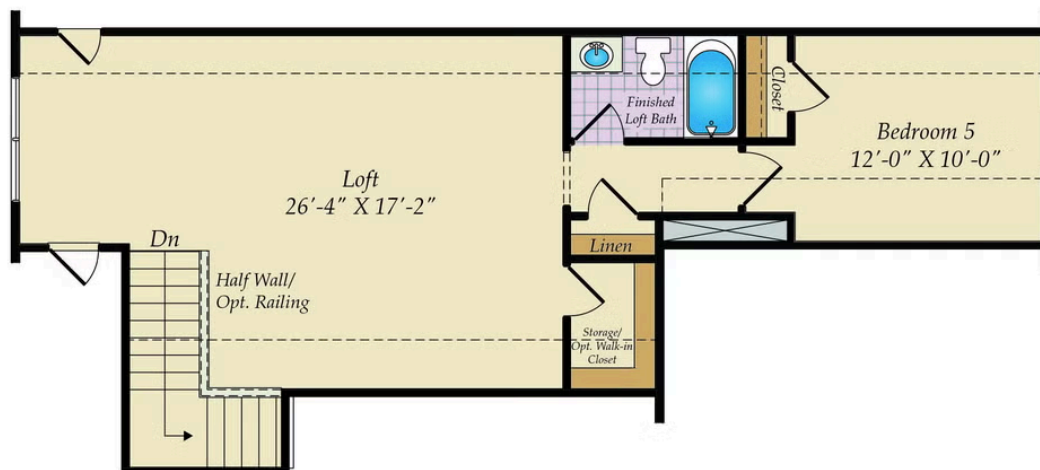 Finished
Loft Bath
Closet
Bedroom 5
12'-0" X 10'-0"
Loft
26'-4" X 17'-2"
Dn
Half Wall/
Opt. Railing
Linen
Storage/
Opt. Walk-in
Closet